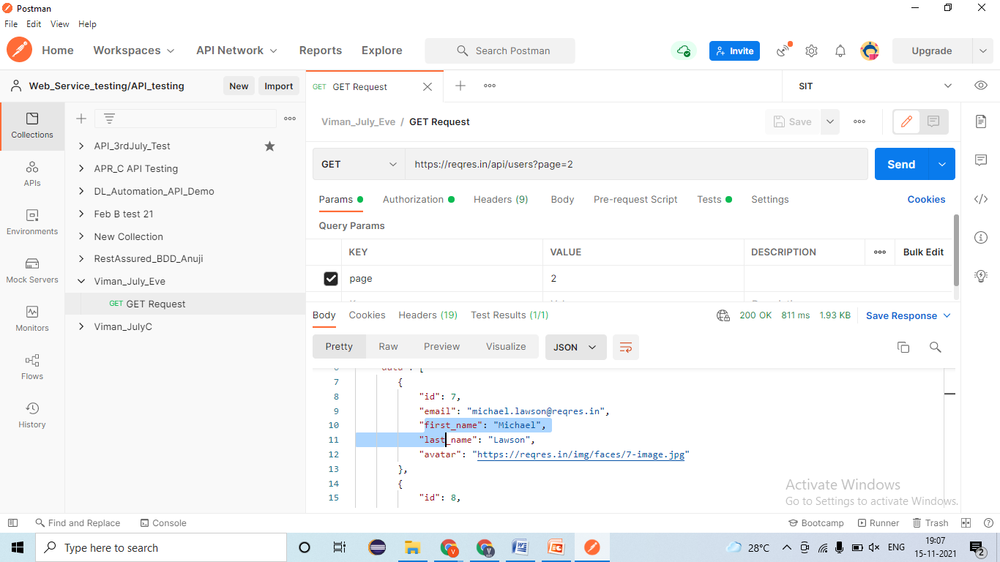 Postman
File Edit View Help
Home Workspaces API Network Reports Explore Search Postman Invite Upgrade
Web_Service_testing/API_testing New Import GET GET Request SIT
Viman_July_Eve / GET Request Save
Collections
APIs
Environments
Mock Servers
Monitors
Flows
History
API_3rdJuly_Test
APR_C API Testing
DL_Automation_API_Demo
Feb B test 21
New Collection
RestAssured_BDD_Anuji
Viman_July_Eve
GET GET Request
Viman_JulyC
GET https://reqres.in/api/users?page=2 Send
Params Authorization Headers (9) Body Pre-request Script Tests Settings Cookies
Query Params
KEY VALUE DESCRIPTION Bulk Edit
page 2
Body Cookies Headers (19) Test Results (1/1) 200 OK 811 ms 1.93 KB Save Response
Pretty Raw Preview Visualize JSON
6 "data": [
7 {
8 "id": 7,
9 "email": "michael.lawson@reqres.in",
10 "first_name": "Michael",
11 "last_name": "Lawson",
12 "avatar": "https://reqres.in/img/faces/7-image.jpg"
13 },
14 {
15 "id": 8,
Activate Windows
Go to Settings to activate Windows.
Find and Replace Console Bootcamp Runner Trash
Type here to search 28°C ENG 19:07
15-11-2021 2